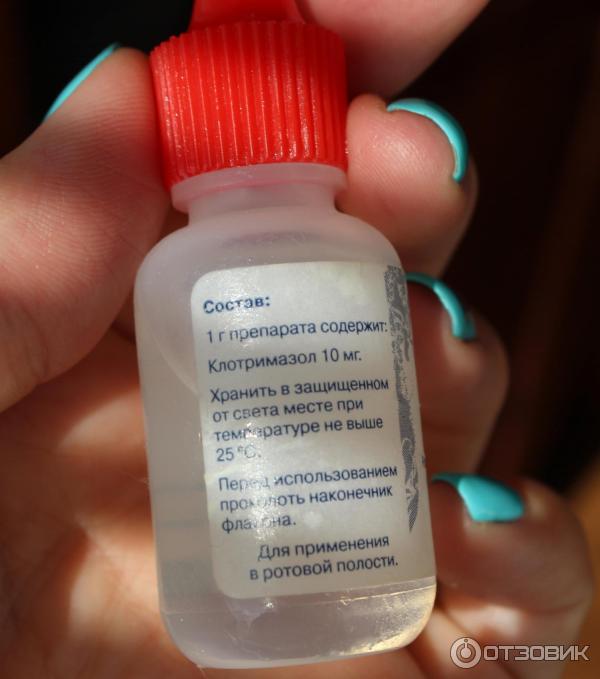 Состав:
1 г препарата содержит:
Клотримазол 10 мг.
Хранить в защищенном
от света месте при
температуре не выше
25 °С.
Перед использованием
проколоть наконечник
флакона.
Для применения
в ротовой полости.
ОТЗОВИК